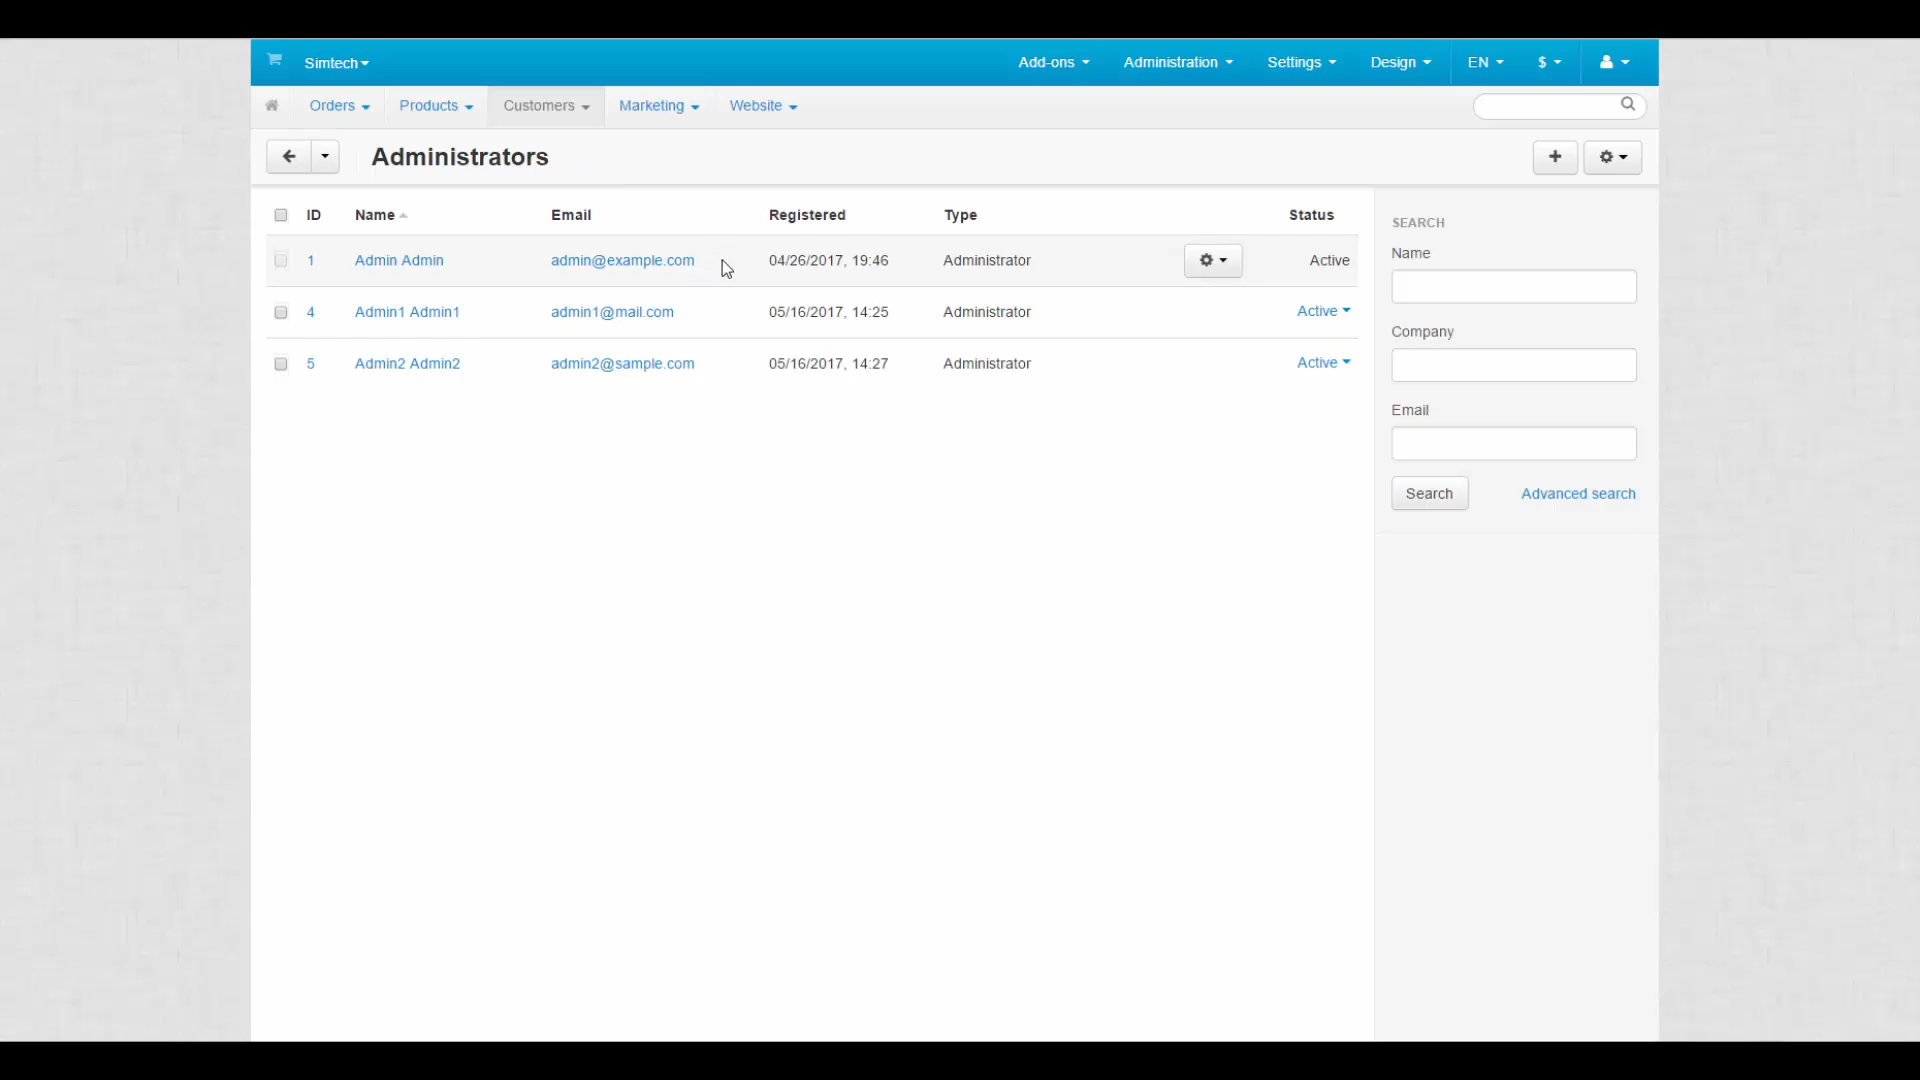 Simtech Add-ons Administration Settings Design EN $
Orders Products Customers Marketing Website
Administrators
ID Name Email Registered Type Status
1 Admin Admin admin@example.com 04/26/2017, 19:46 Administrator Active
4 Admin1 Admin1 admin1@mail.com 05/16/2017, 14:25 Administrator Active
5 Admin2 Admin2 admin2@sample.com 05/16/2017, 14:27 Administrator Active
SEARCH
Name
Company
Email
Search Advanced search